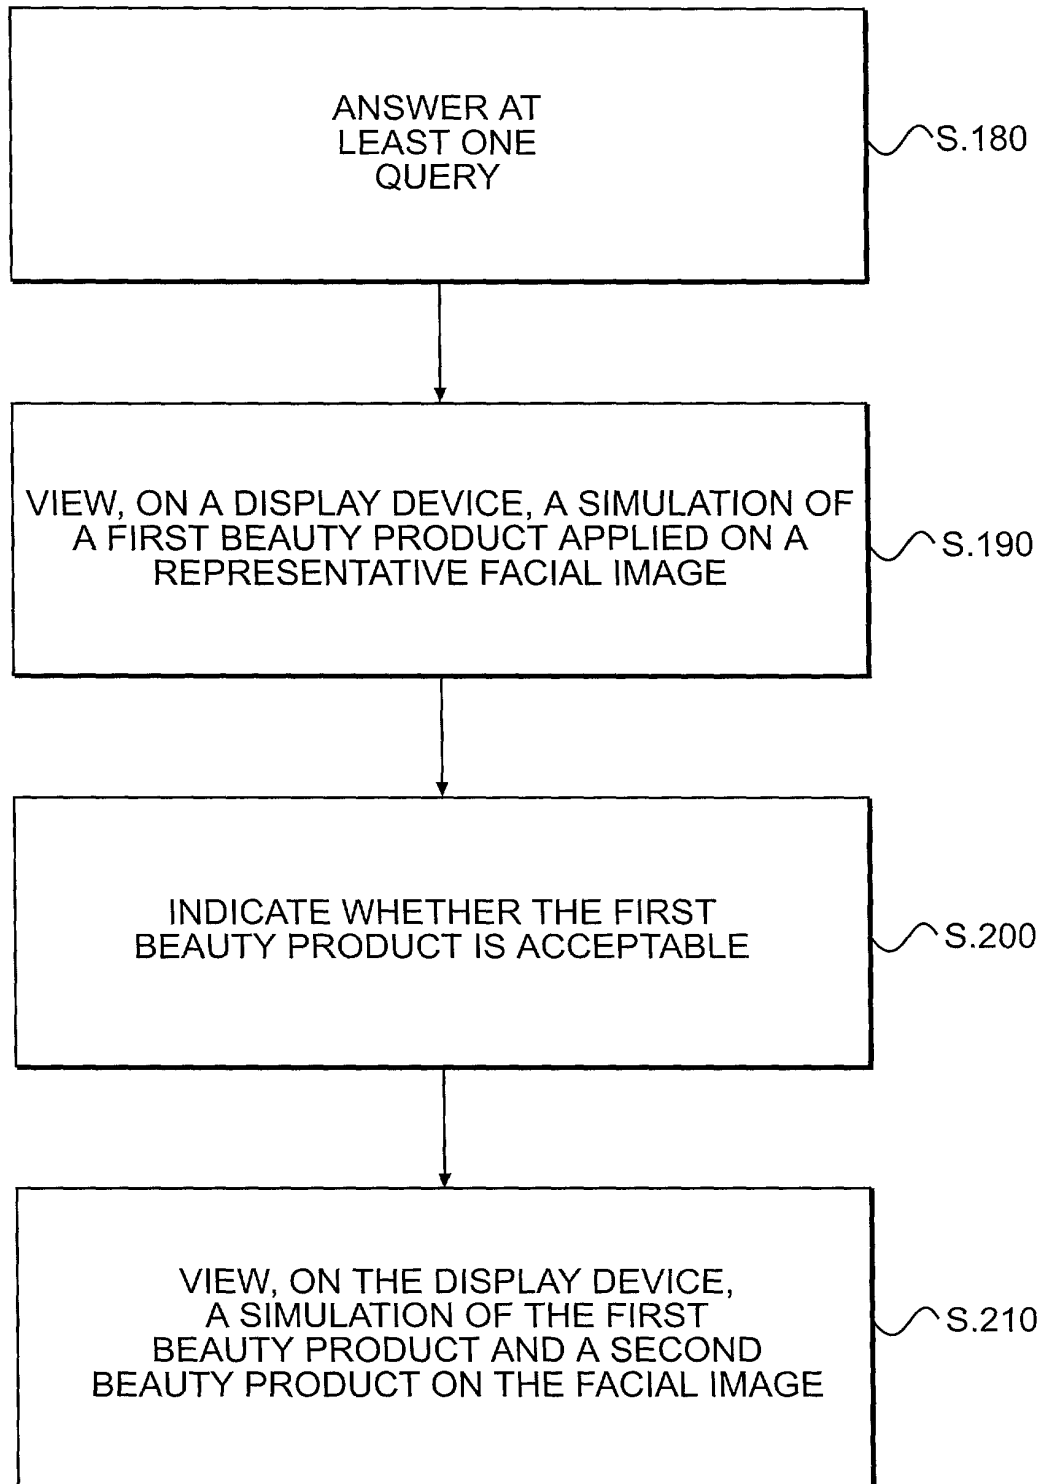 ANSWER AT
LEAST ONE
QUERY
S.180
VIEW, ON A DISPLAY DEVICE, A SIMULATION OF
A FIRST BEAUTY PRODUCT APPLIED ON A
REPRESENTATIVE FACIAL IMAGE
S.190
INDICATE WHETHER THE FIRST
BEAUTY PRODUCT IS ACCEPTABLE
S.200
VIEW, ON THE DISPLAY DEVICE,
A SIMULATION OF THE FIRST
BEAUTY PRODUCT AND A SECOND
BEAUTY PRODUCT ON THE FACIAL IMAGE
S.210